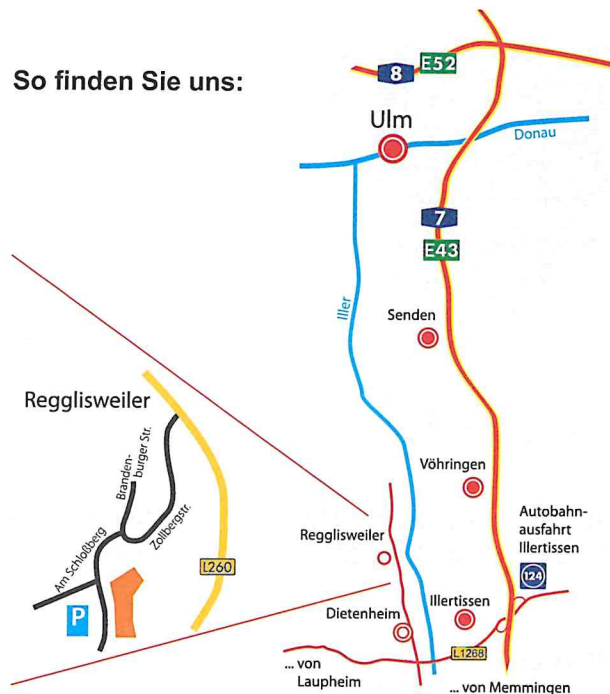 So finden Sie uns:
8
E52
Ulm
Donau
7
E43
Iller
Senden
Regglisweiler
Branden-
burger Str.
Zollbergstr.
Am Schloßberg
L260
P
Vöhringen
Autobahn-
ausfahrt
Illertissen
124
Regglisweiler
Dietenheim
Illertissen
L1268
... von
Laupheim
... von Memmingen